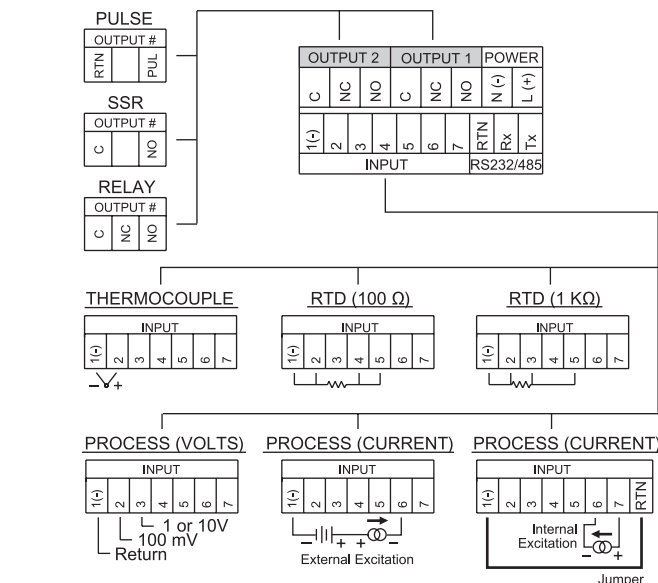 PULSE
OUTPUT #
RTN PUL
SSR
OUTPUT #
C NO
RELAY
OUTPUT #
C NC NO
OUTPUT 2 OUTPUT 1 POWER
C NC NO C NC NO N (-) L (+)
1(-) 2 3 4 5 6 7 RTN Rx Tx
INPUT RS232/485
THERMOCOUPLE
INPUT
1(-) 2 3 4 5 6 7
– +
RTD (100 Ω)
INPUT
1(-) 2 3 4 5 6 7
RTD (1 KΩ)
INPUT
1(-) 2 3 4 5 6 7
PROCESS (VOLTS)
INPUT
1(-) 2 3 4 5 6 7
1 or 10V
100 mV
Return
PROCESS (CURRENT)
INPUT
1(-) 2 3 4 5 6 7
– + + –
External Excitation
PROCESS (CURRENT)
INPUT
1(-) 2 3 4 5 6 7 RTN
Internal
Excitation
– +
Jumper